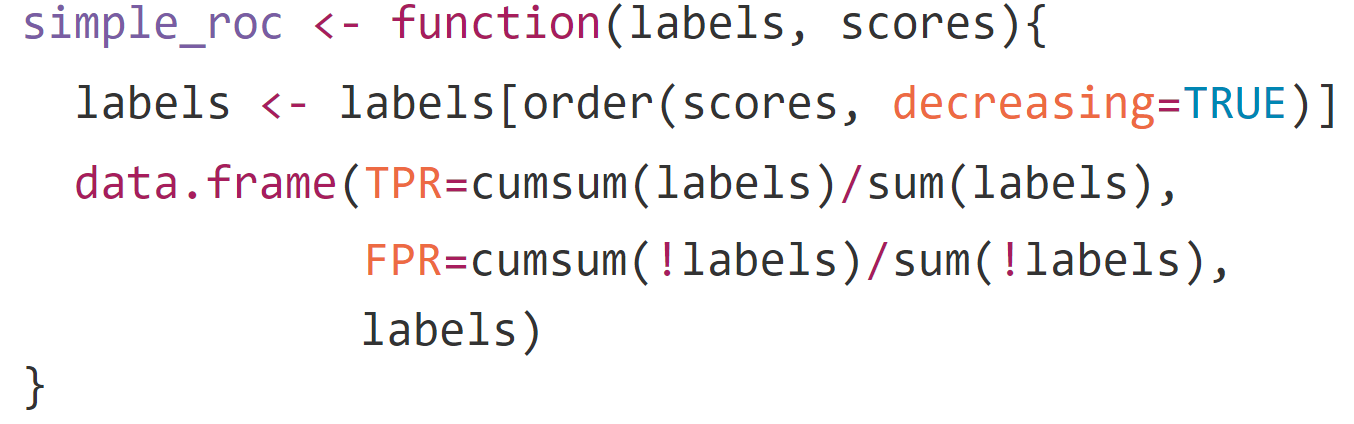 simple_roc <- function(labels, scores){
  labels <- labels[order(scores, decreasing=TRUE)]
  data.frame(TPR=cumsum(labels)/sum(labels),
             FPR=cumsum(!labels)/sum(!labels),
             labels)
}